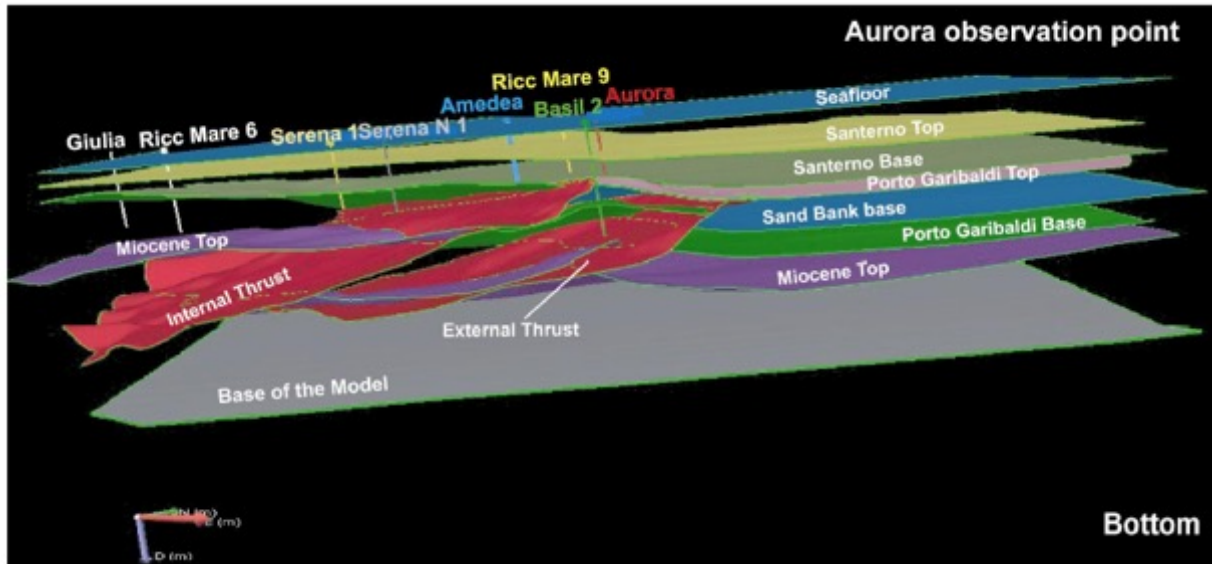 Aurora observation point
Ricc Mare 9
Amedea
Basil 2
Aurora
Seafloor
Giulia
Ricc Mare 6
Serena 1
Serena N 1
Santerno Top
Santerno Base
Porto Garibaldi Top
Sand Bank base
Miocene Top
Porto Garibaldi Base
Miocene Top
Internal Thrust
External Thrust
Base of the Model
E (m)
D (m)
Bottom